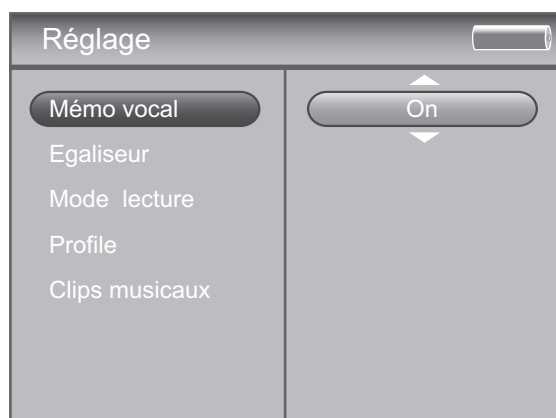 Réglage
Mémo vocal
On
Egaliseur
Mode lecture
Profile
Clips musicaux